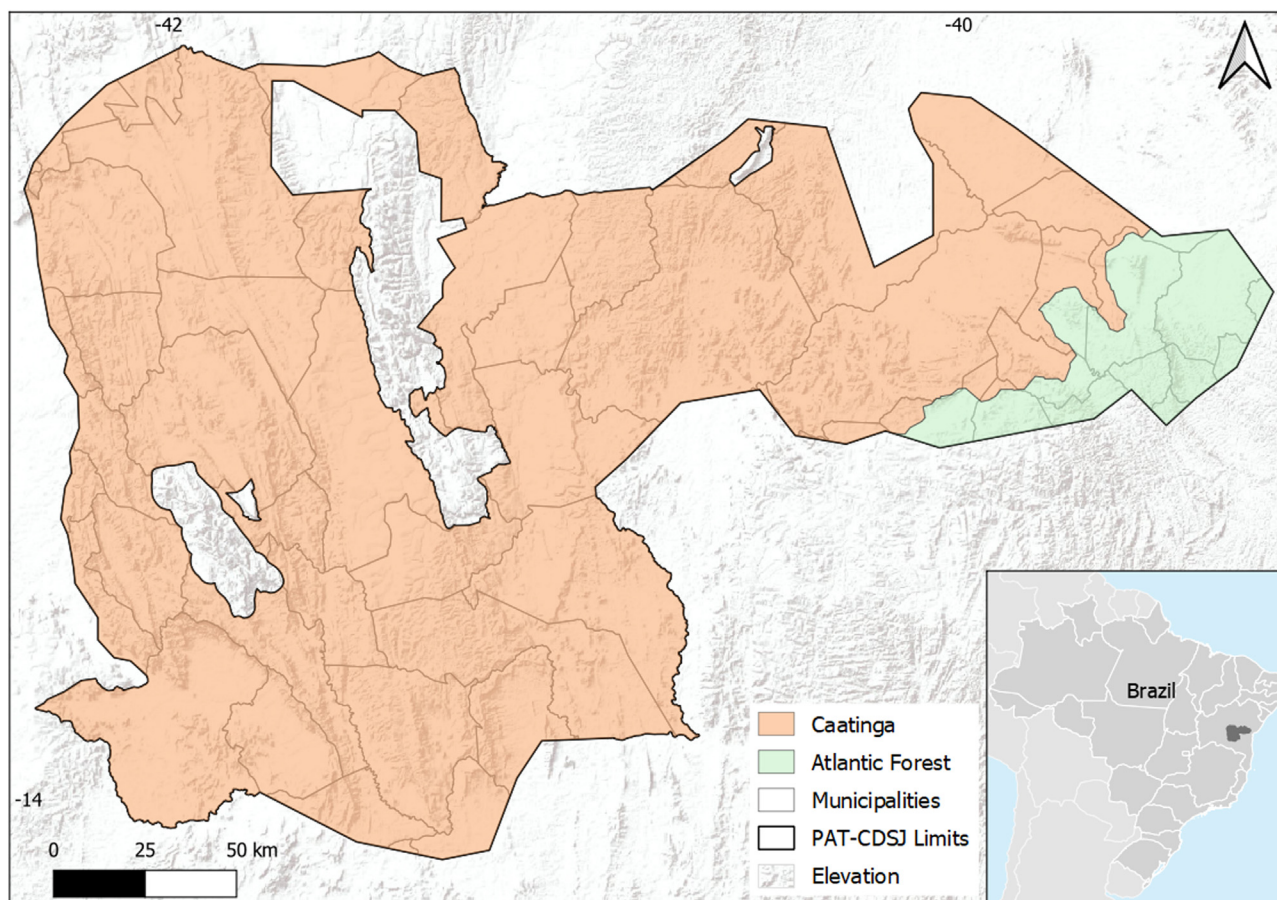 -42
-40
Brazil
Caatinga
Atlantic Forest
Municipalities
PAT-CDSJ Limits
Elevation
-14
0 25 50 km